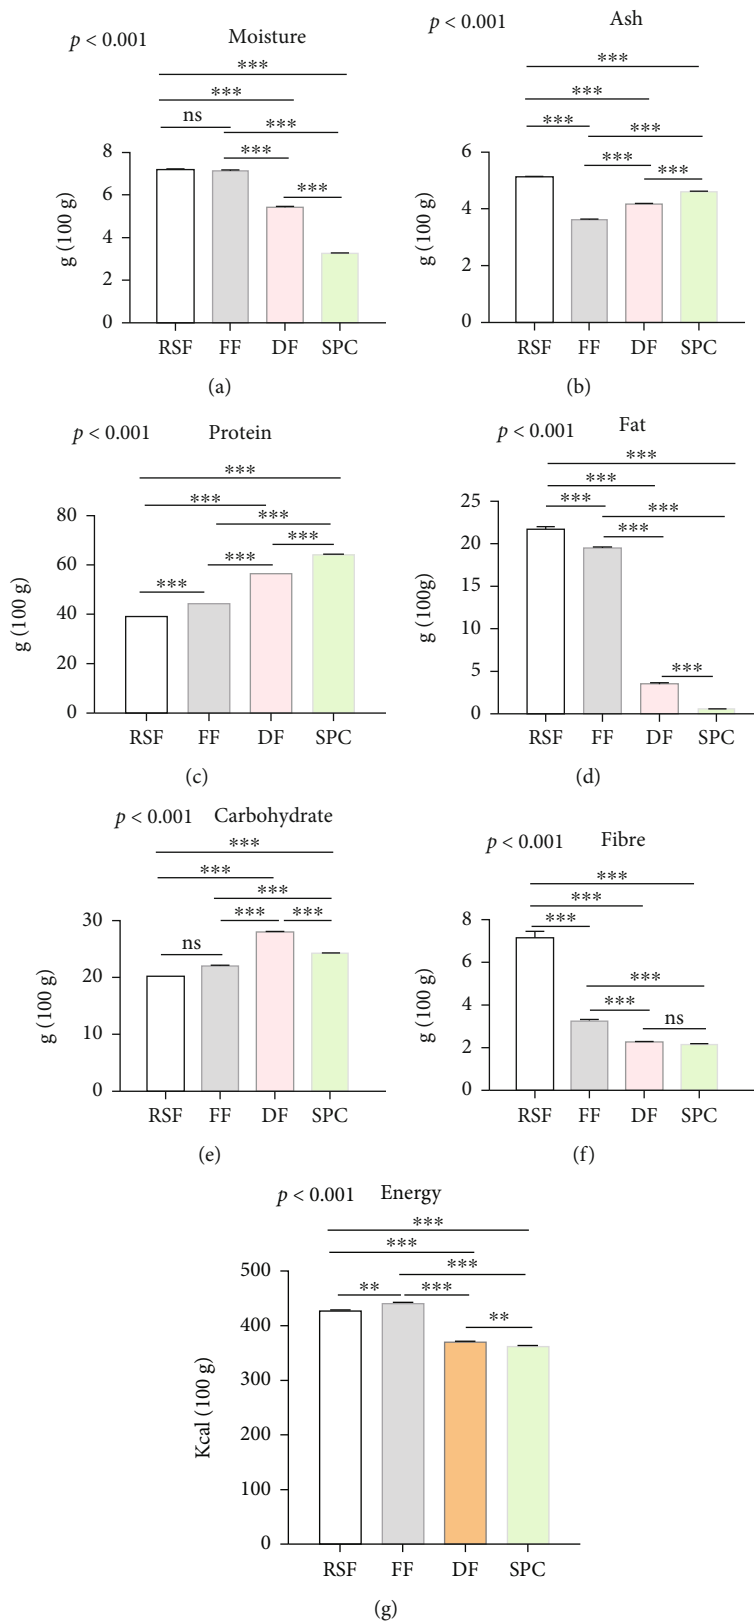 p < 0.001 Moisture
***
***
ns ***
***
***
8
6
4
2
0
g (100 g)
RSF FF DF SPC
(a)
p < 0.001 Ash
***
***
*** ***
***
***
6
4
2
0
g (100 g)
RSF FF DF SPC
(b)
p < 0.001 Protein
***
***
***
***
***
***
80
60
40
20
0
g (100 g)
RSF FF DF SPC
(c)
p < 0.001 Fat
***
***
*** ***
***
***
25
20
15
10
5
0
g (100g)
RSF FF DF SPC
(d)
p < 0.001 Carbohydrate
***
***
***
*** ***
ns
30
20
10
0
g (100 g)
RSF FF DF SPC
(e)
p < 0.001 Fibre
***
***
***
***
***
ns
8
6
4
2
0
g (100 g)
RSF FF DF SPC
(f)
p < 0.001 Energy
***
***
***
** ***
**
500
400
300
200
100
0
Kcal (100 g)
RSF FF DF SPC
(g)